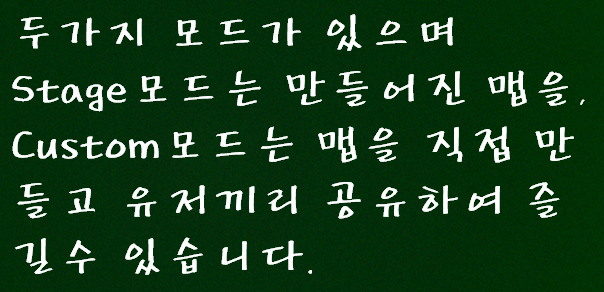 두가지 모드가 있으며
Stage모드는 만들어진 맵을,
Custom모드는 맵을 직접 만
들고 유저끼리 공유하여 즐
길수 있습니다.